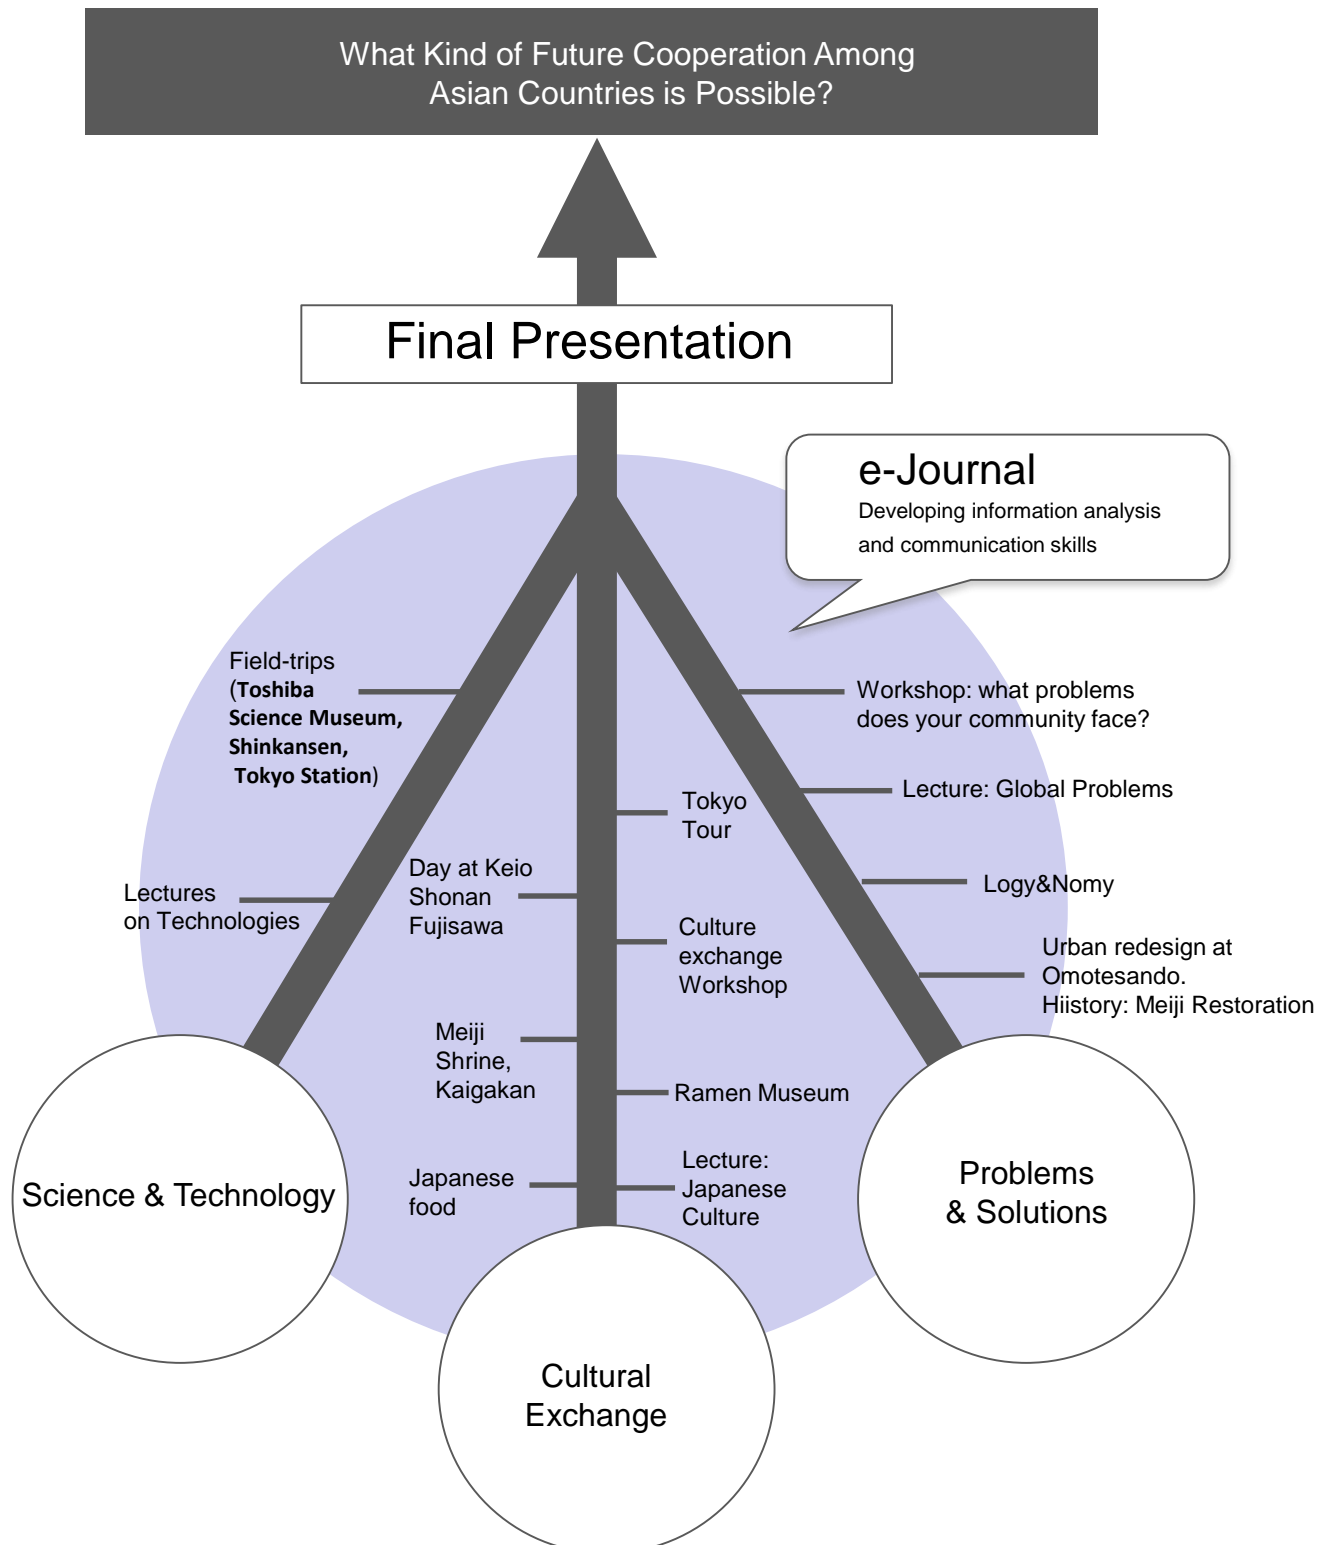 What Kind of Future Cooperation Among
Asian Countries is Possible?
Final Presentation
e-Journal
Developing information analysis
and communication skills
Field-trips
(Toshiba
Science Museum,
Shinkansen,
Tokyo Station)
Workshop: what problems
does your community face?
Lecture: Global Problems
Tokyo
Tour
Day at Keio
Shonan
Fujisawa
Logy&Nomy
Lectures
on Technologies
Culture
exchange
Workshop
Urban redesign at
Omotesando.
Hiistory: Meiji Restoration
Meiji
Shrine,
Kaigakan
Ramen Museum
Japanese
food
Lecture:
Japanese
Culture
Science & Technology
Problems
& Solutions
Cultural
Exchange